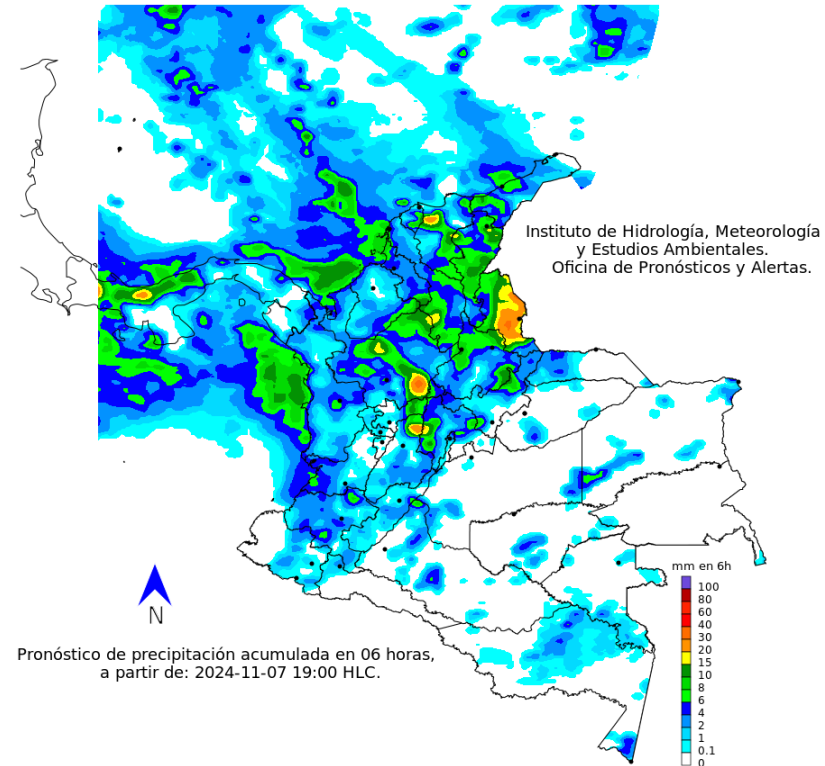 Instituto de Hidrología, Meteorología
y Estudios Ambientales.
Oficina de Pronósticos y Alertas.
mm en 6h
100
80
60
40
30
20
15
10
8
6
4
2
1
0.1
0
N
Pronóstico de precipitación acumulada en 06 horas,
a partir de: 2024-11-07 19:00 HLC.